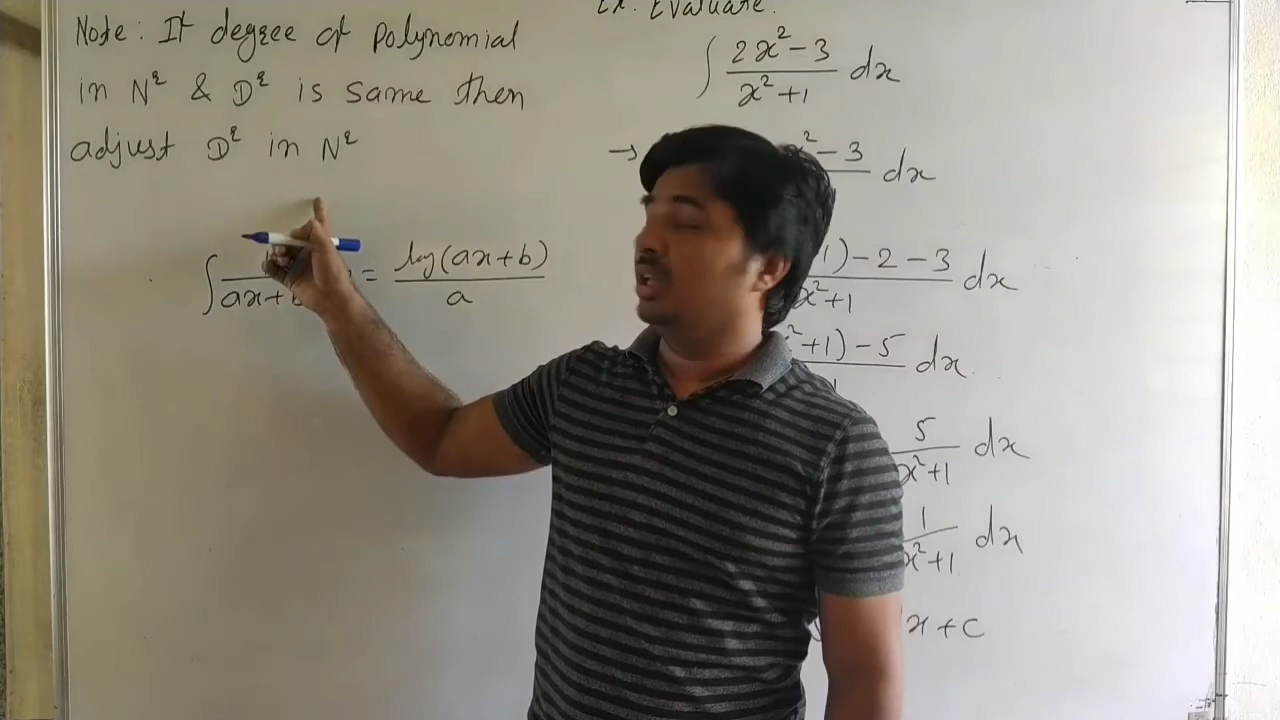 Note: If degree of polynomial
in Nʳ & Dʳ is same then
adjust Dʳ in Nʳ
∫ 1/ax+ = log(ax+b)/a
Ex. Evaluate.
∫ 2x²-3/x²+1 dx
→ x²-3 dx
1)-2-3/x²+1 dx
²+1)-5 dx
5/x²+1 dx
1/x²+1 dx
x+c